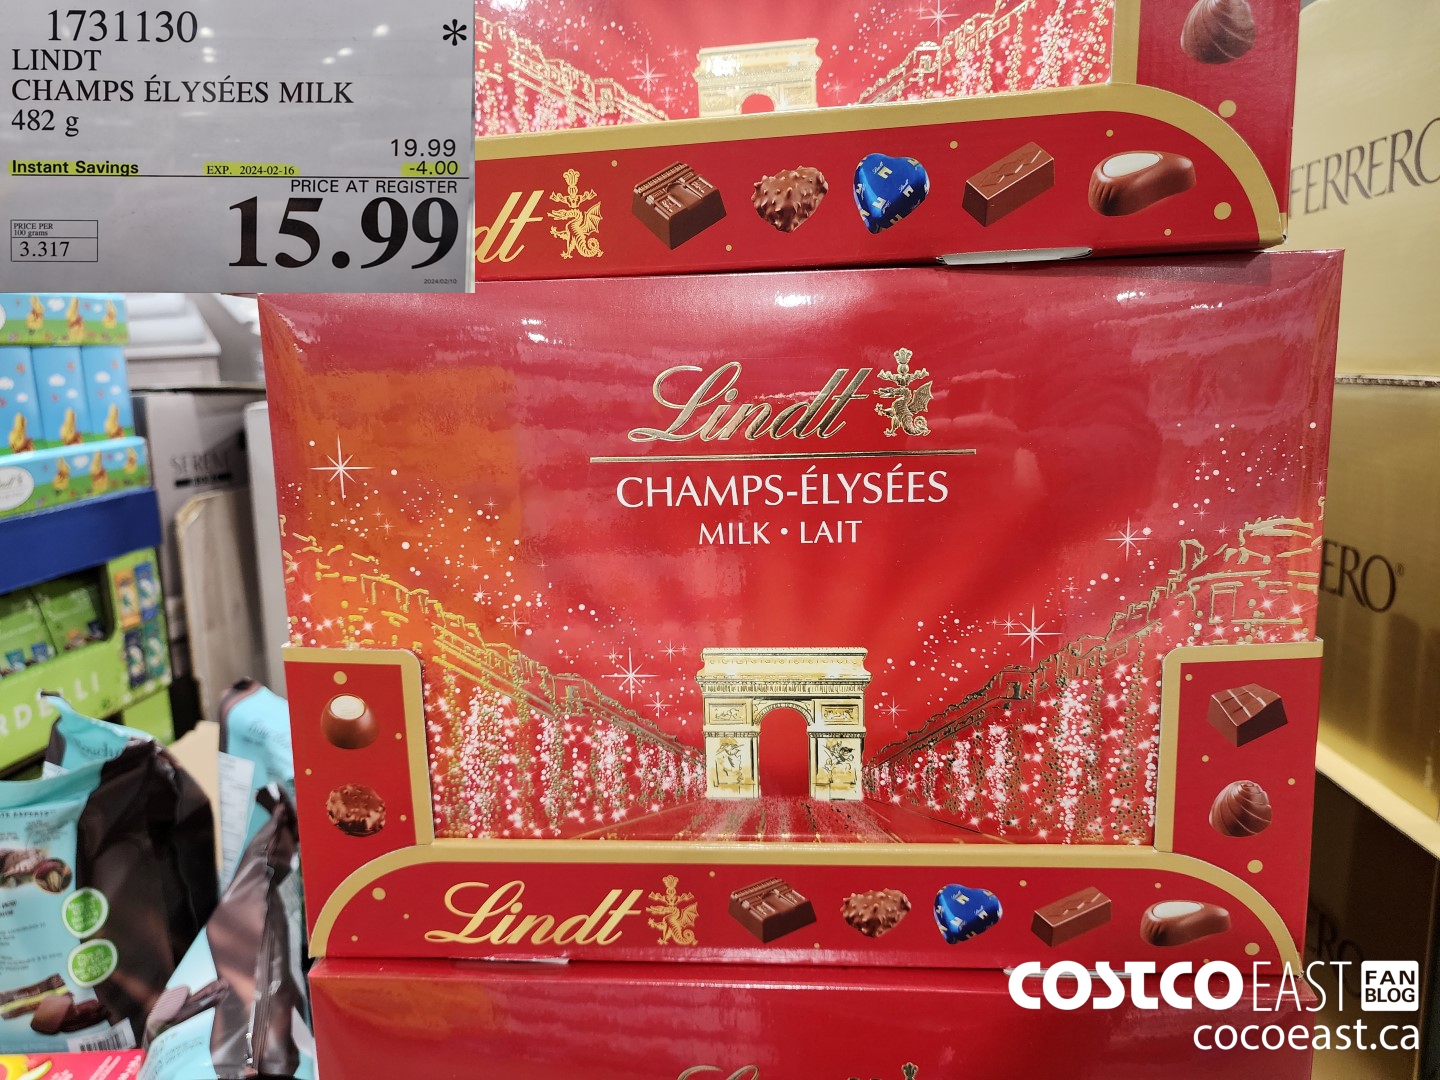 1731130 *
LINDT
CHAMPS ÉLYSÉES MILK
482 g
19.99
Instant Savings EXP. 2024-02-16 -4.00
PRICE AT REGISTER
15.99
PRICE PER
100 grams
3.317
2024/02/10
dt
FERRERO
Lindt
CHAMPS-ÉLYSÉES
MILK • LAIT
ERO®
Lindt
COSTCO EAST FAN BLOG
cocoeast.ca